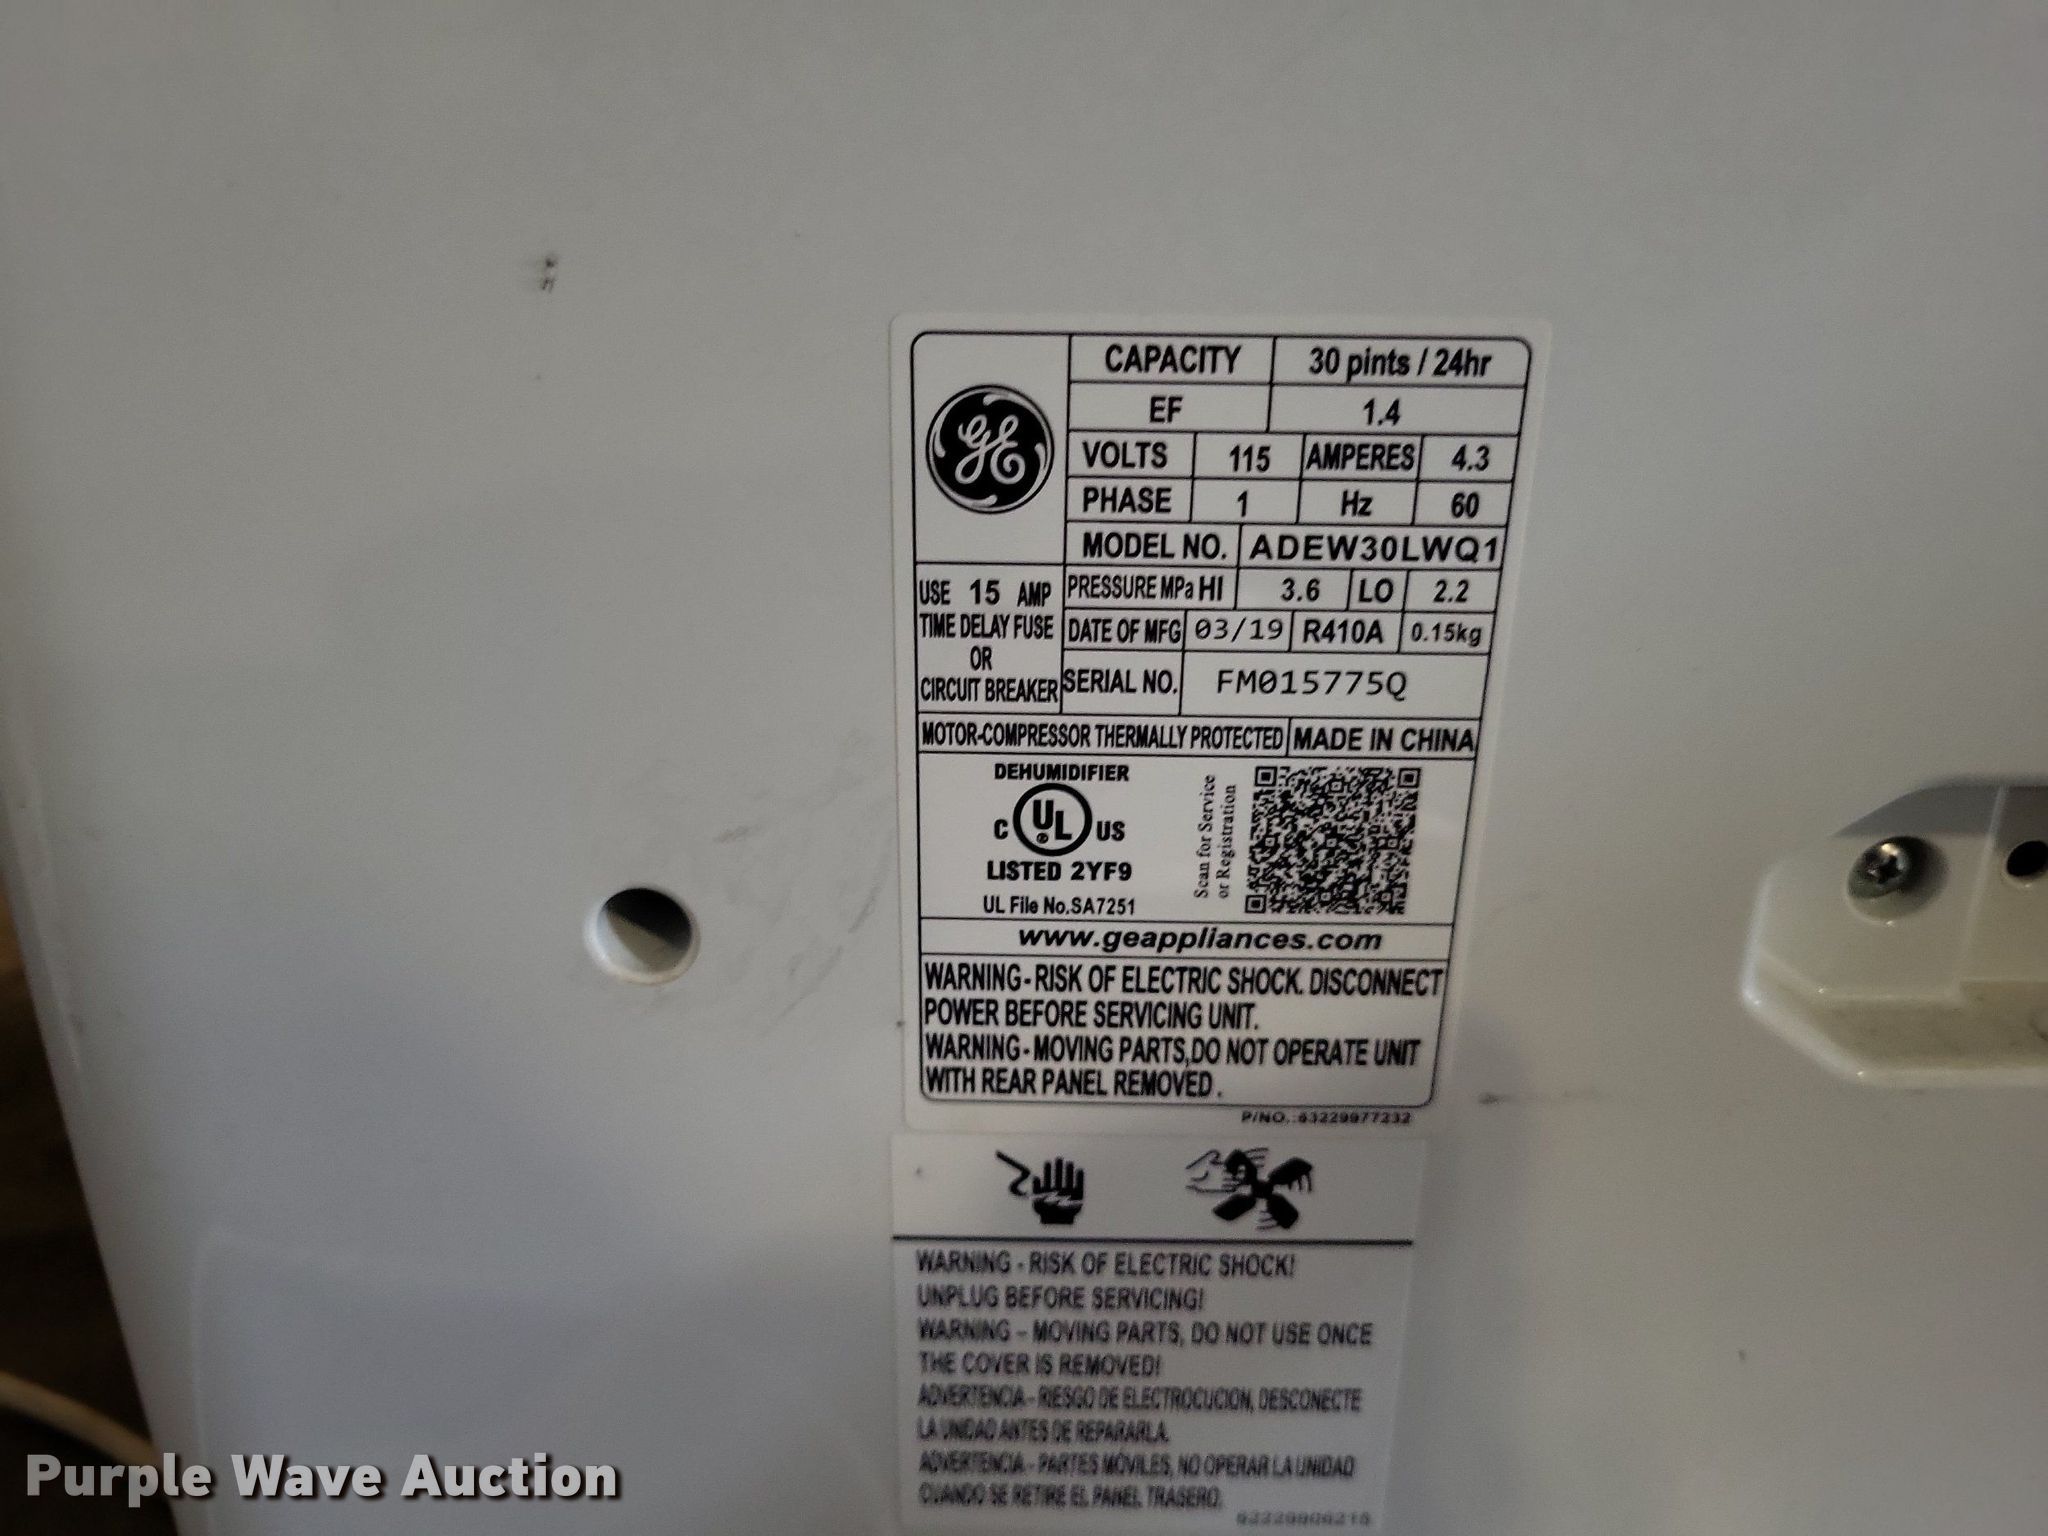 GE
CAPACITY 30 pints / 24hr
EF 1.4
VOLTS 115 AMPERES 4.3
PHASE 1 Hz 60
MODEL NO. ADEW30LWQ1
USE 15 AMP
TIME DELAY FUSE
OR
CIRCUIT BREAKER
PRESSURE MPa HI 3.6 LO 2.2
DATE OF MFG 03/19 R410A 0.15kg
SERIAL NO. FM015775Q
MOTOR-COMPRESSOR THERMALLY PROTECTED MADE IN CHINA
DEHUMIDIFIER
C UL US
LISTED 2YF9
UL File No.SA7251
Scan for Service
or Registration
www.geappliances.com
WARNING-RISK OF ELECTRIC SHOCK. DISCONNECT
POWER BEFORE SERVICING UNIT.
WARNING-MOVING PARTS,DO NOT OPERATE UNIT
WITH REAR PANEL REMOVED.
P/NO.:63229977232
WARNING - RISK OF ELECTRIC SHOCK!
UNPLUG BEFORE SERVICING!
WARNING – MOVING PARTS, DO NOT USE ONCE
THE COVER IS REMOVED!
ADVERTENCIA - RIESGO DE ELECTROCUCION, DESCONECTE
LA UNIDAD ANTES DE REPARARLA.
ADVERTENCIA - PARTES MÓVILES, NO OPERAR LA UNIDAD
CUANDO SE RETIRE EL PANEL TRASERO.
Purple Wave Auction